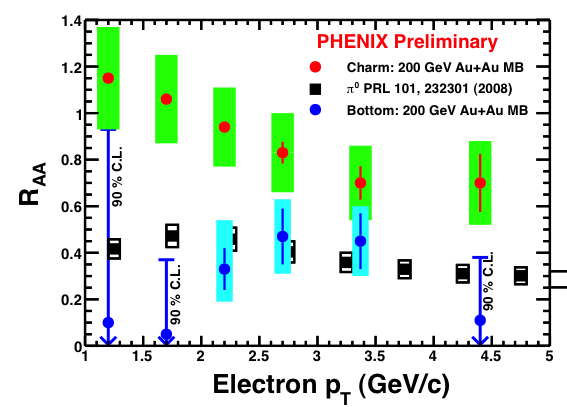 PHENIX Preliminary
Charm: 200 GeV Au+Au MB
π⁰ PRL 101, 232301 (2008)
Bottom: 200 GeV Au+Au MB
R_AA
1.4
1.2
1
0.8
0.6
0.4
0.2
0
90 % C.L.
90 % C.L.
90 % C.L.
1 1.5 2 2.5 3 3.5 4 4.5 5
Electron p_T (GeV/c)